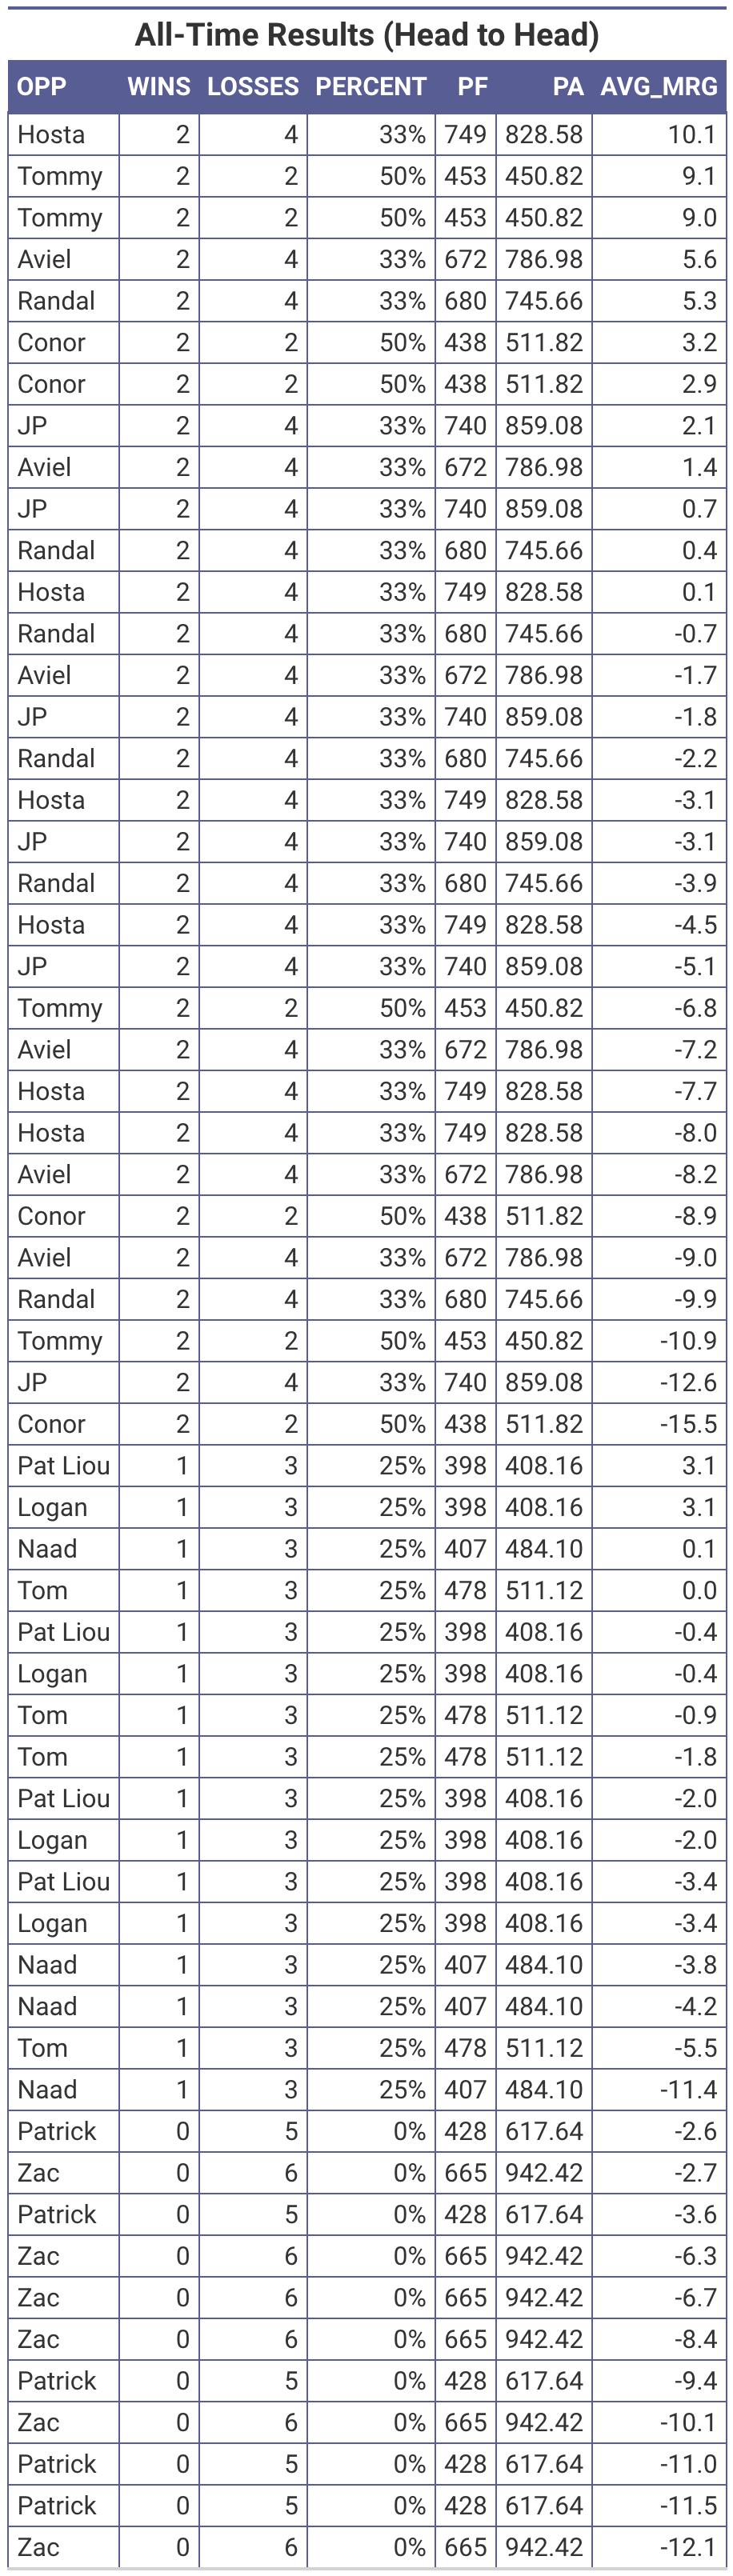 All-Time Results (Head to Head)
OPP WINS LOSSES PERCENT PF PA AVG_MRG
Hosta 2 4 33% 749 828.58 10.1
Tommy 2 2 50% 453 450.82 9.1
Tommy 2 2 50% 453 450.82 9.0
Aviel 2 4 33% 672 786.98 5.6
Randal 2 4 33% 680 745.66 5.3
Conor 2 2 50% 438 511.82 3.2
Conor 2 2 50% 438 511.82 2.9
JP 2 4 33% 740 859.08 2.1
Aviel 2 4 33% 672 786.98 1.4
JP 2 4 33% 740 859.08 0.7
Randal 2 4 33% 680 745.66 0.4
Hosta 2 4 33% 749 828.58 0.1
Randal 2 4 33% 680 745.66 -0.7
Aviel 2 4 33% 672 786.98 -1.7
JP 2 4 33% 740 859.08 -1.8
Randal 2 4 33% 680 745.66 -2.2
Hosta 2 4 33% 749 828.58 -3.1
JP 2 4 33% 740 859.08 -3.1
Randal 2 4 33% 680 745.66 -3.9
Hosta 2 4 33% 749 828.58 -4.5
JP 2 4 33% 740 859.08 -5.1
Tommy 2 2 50% 453 450.82 -6.8
Aviel 2 4 33% 672 786.98 -7.2
Hosta 2 4 33% 749 828.58 -7.7
Hosta 2 4 33% 749 828.58 -8.0
Aviel 2 4 33% 672 786.98 -8.2
Conor 2 2 50% 438 511.82 -8.9
Aviel 2 4 33% 672 786.98 -9.0
Randal 2 4 33% 680 745.66 -9.9
Tommy 2 2 50% 453 450.82 -10.9
JP 2 4 33% 740 859.08 -12.6
Conor 2 2 50% 438 511.82 -15.5
Pat Liou 1 3 25% 398 408.16 3.1
Logan 1 3 25% 398 408.16 3.1
Naad 1 3 25% 407 484.10 0.1
Tom 1 3 25% 478 511.12 0.0
Pat Liou 1 3 25% 398 408.16 -0.4
Logan 1 3 25% 398 408.16 -0.4
Tom 1 3 25% 478 511.12 -0.9
Tom 1 3 25% 478 511.12 -1.8
Pat Liou 1 3 25% 398 408.16 -2.0
Logan 1 3 25% 398 408.16 -2.0
Pat Liou 1 3 25% 398 408.16 -3.4
Logan 1 3 25% 398 408.16 -3.4
Naad 1 3 25% 407 484.10 -3.8
Naad 1 3 25% 407 484.10 -4.2
Tom 1 3 25% 478 511.12 -5.5
Naad 1 3 25% 407 484.10 -11.4
Patrick 0 5 0% 428 617.64 -2.6
Zac 0 6 0% 665 942.42 -2.7
Patrick 0 5 0% 428 617.64 -3.6
Zac 0 6 0% 665 942.42 -6.3
Zac 0 6 0% 665 942.42 -6.7
Zac 0 6 0% 665 942.42 -8.4
Patrick 0 5 0% 428 617.64 -9.4
Zac 0 6 0% 665 942.42 -10.1
Patrick 0 5 0% 428 617.64 -11.0
Patrick 0 5 0% 428 617.64 -11.5
Zac 0 6 0% 665 942.42 -12.1